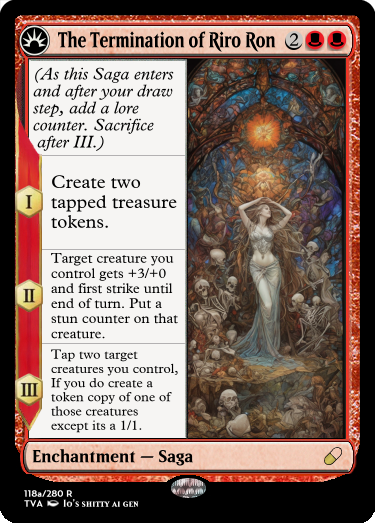 The Termination of Riro Ron 2
(As this Saga enters
and after your draw
step, add a lore
counter. Sacrifice
after III.)
I
Create two
tapped treasure
tokens.
II
Target creature you
control gets +3/+0
and first strike until
end of turn. Put a
stun counter on that
creature.
III
Tap two target
creatures you control,
If you do create a
token copy of one of
those creatures
except its a 1/1.
Enchantment — Saga
118a/280 R
TVA Io's SHITTY AI GEN